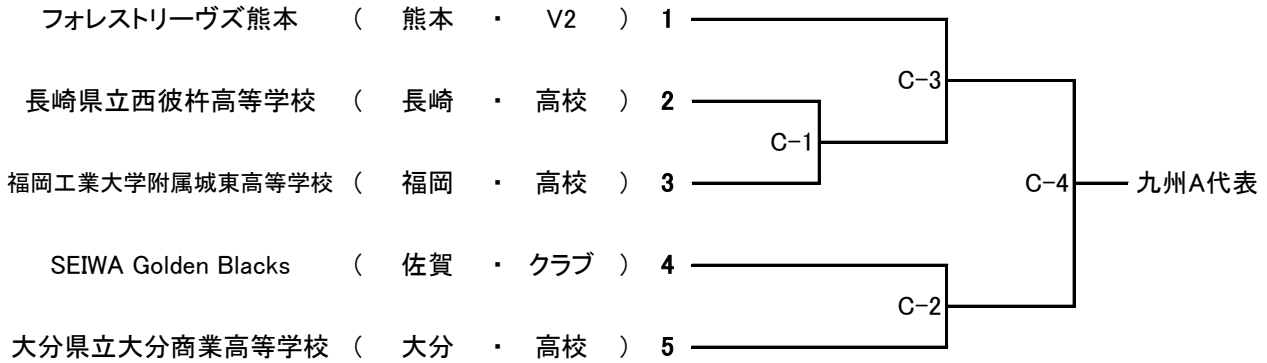 フォレストリーヴズ熊本 ( 熊本 ・ V2 ) 1
C-3
長崎県立西彼杵高等学校 ( 長崎 ・ 高校 ) 2
C-1
福岡工業大学附属城東高等学校 ( 福岡 ・ 高校 ) 3
C-4 九州A代表
SEIWA Golden Blacks ( 佐賀 ・ クラブ ) 4
C-2
大分県立大分商業高等学校 ( 大分 ・ 高校 ) 5